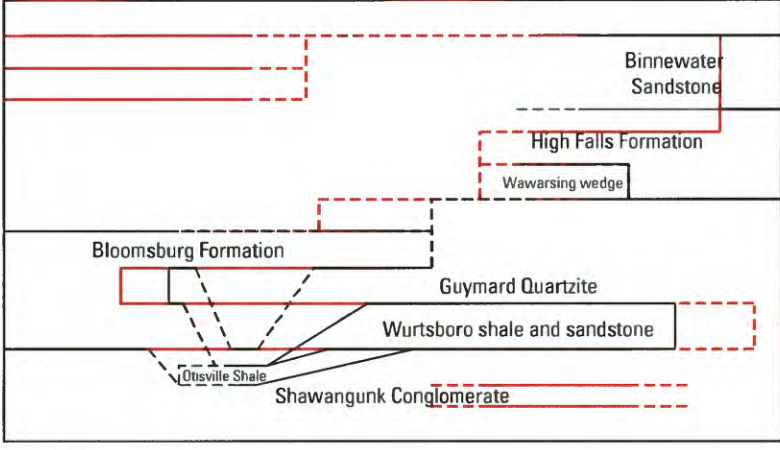 Binnewater
Sandstone
High Falls Formation
Wawarsing wedge
Bloomsburg Formation
Guymard Quartzite
Wurtsboro shale and sandstone
Otisville Shale
Shawangunk Conglomerate